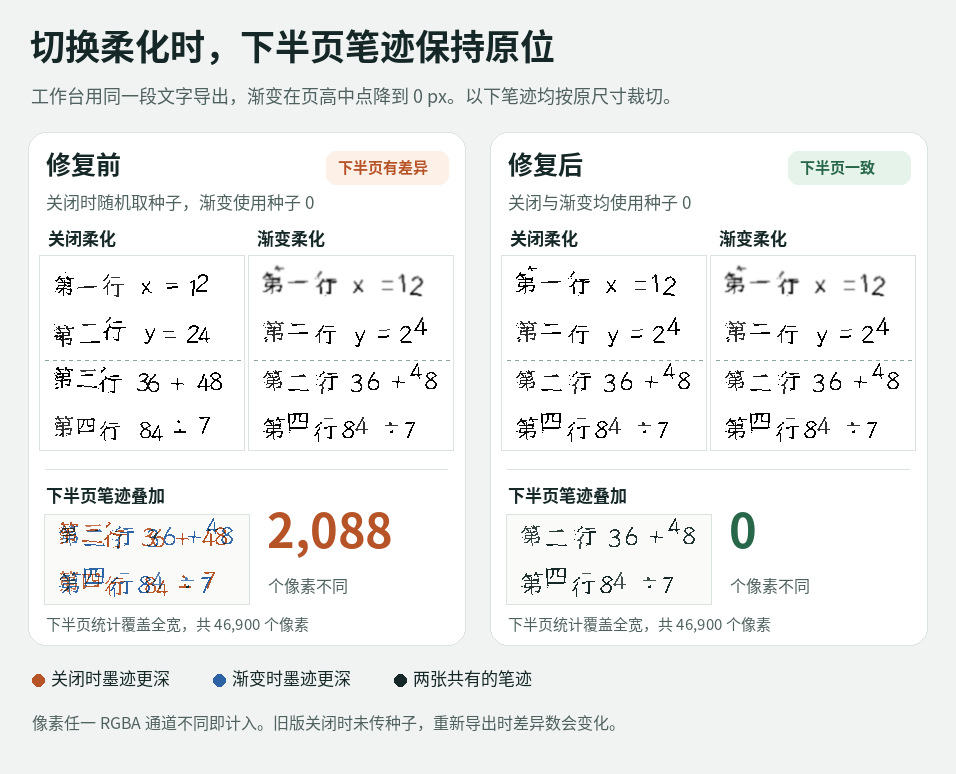 切换柔化时，下半页笔迹保持原位
工作台用同一段文字导出，渐变在页高中点降到 0 px。以下笔迹均按原尺寸裁切。
修复前
下半页有差异
关闭时随机取种子，渐变使用种子 0
关闭柔化
渐变柔化
第一行 x = 12
第二行 y = 24
第三行 36 + 48
第四行 84 ÷ 7
第一行 x =12
第二行 y = 24
第二行 36 +48
第四行84 ÷7
下半页笔迹叠加
2,088
个像素不同
下半页统计覆盖全宽，共 46,900 个像素
修复后
下半页一致
关闭与渐变均使用种子 0
关闭柔化
渐变柔化
第一行 x =12
第二行 y = 24
第二行 36 +48
第四行84 ÷7
第一行 x =12
第二行 y = 24
第二行 36 +48
第四行84 ÷7
下半页笔迹叠加
第二行 36 +48
第四行84 ÷7
0
个像素不同
下半页统计覆盖全宽，共 46,900 个像素
关闭时墨迹更深
渐变时墨迹更深
两张共有的笔迹
像素任一 RGBA 通道不同即计入。旧版关闭时未传种子，重新导出时差异数会变化。